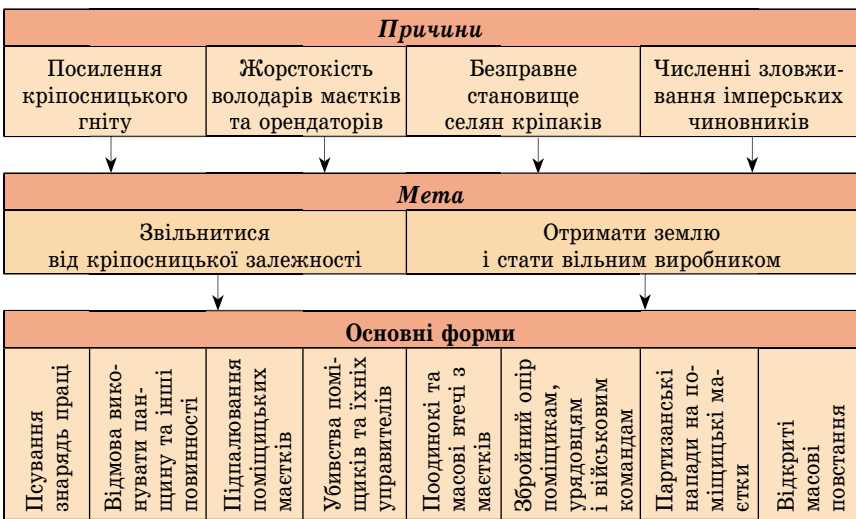 Причини
Посилення
кріпосницького
гніту
Жорстокість
володарів маєтків
та орендаторів
Безправне
становище
селян кріпаків
Численні зловжи-
вання імперських
чиновників
Мета
Звільнитися
від кріпосницької залежності
Отримати землю
і стати вільним виробником
Основні форми
Псування
знарядь праці
Відмова вико-
нувати пан-
щину та інші
повинності
Підпалювання
поміщицьких
маєтків
Убивства помі-
щиків та їхніх
управителів
Поодинокі та
масові втечі з
маєтків
Збройний опір
поміщикам,
урядовцям
і військовим
командам
Партизанські
напади на по-
міщицькі ма-
єтки
Відкриті
масові
повстання